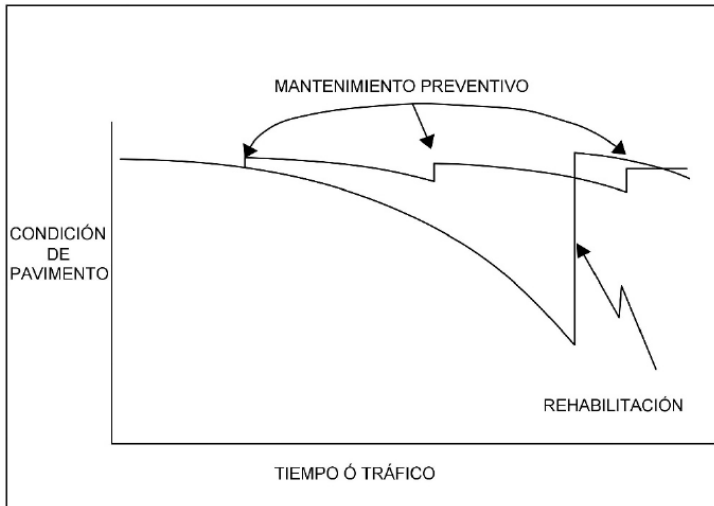 MANTENIMIENTO PREVENTIVO
CONDICIÓN
DE
PAVIMENTO
REHABILITACIÓN
TIEMPO Ó TRÁFICO